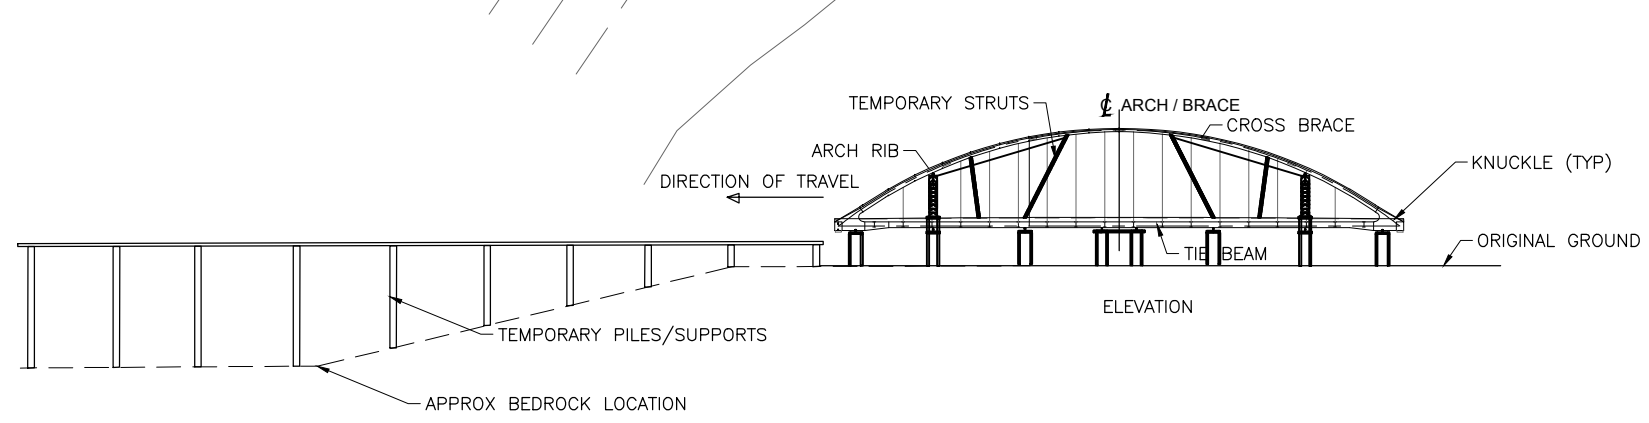 TEMPORARY STRUTS
℄ ARCH / BRACE
CROSS BRACE
ARCH RIB
KNUCKLE (TYP)
DIRECTION OF TRAVEL
ORIGINAL GROUND
TIE BEAM
ELEVATION
TEMPORARY PILES/SUPPORTS
APPROX BEDROCK LOCATION